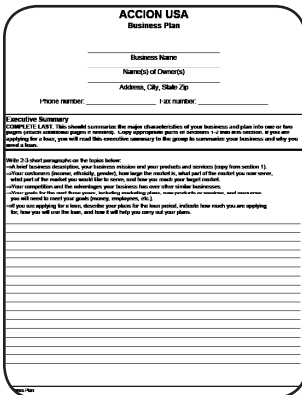 ACCION USA
Business Plan
Business Name
Name(s) of Owner(s)
Address, City, State Zip
Phone number: Fax number:
Executive Summary
COMPLETE LAST. This should summarize the major characteristics of your business and plan into one or two
pages (attach additional pages if needed). Copy appropriate parts of Sections 1-2 into this section. If you are
applying for a loan, you will read this executive summary to the group to summarize your business and why you
need a loan.
Write 2-3 short paragraphs on the topics below:
A brief business description, your business mission and your products and services (copy from section 1).
Your customers (income, ethnicity, gender), how large the market is, what part of the market you now serve,
what part of the market you would like to serve, and how you reach your target market.
Your competition and the advantages your business has over other similar businesses.
Your goals for the next three years, including marketing plans, new products or services, and resources
you will need to meet your goals (money, employees, etc.).
If you are applying for a loan, describe your plans for the loan period, indicate how much you are applying
for, how you will use the loan, and how it will help you carry out your plans.
Plan